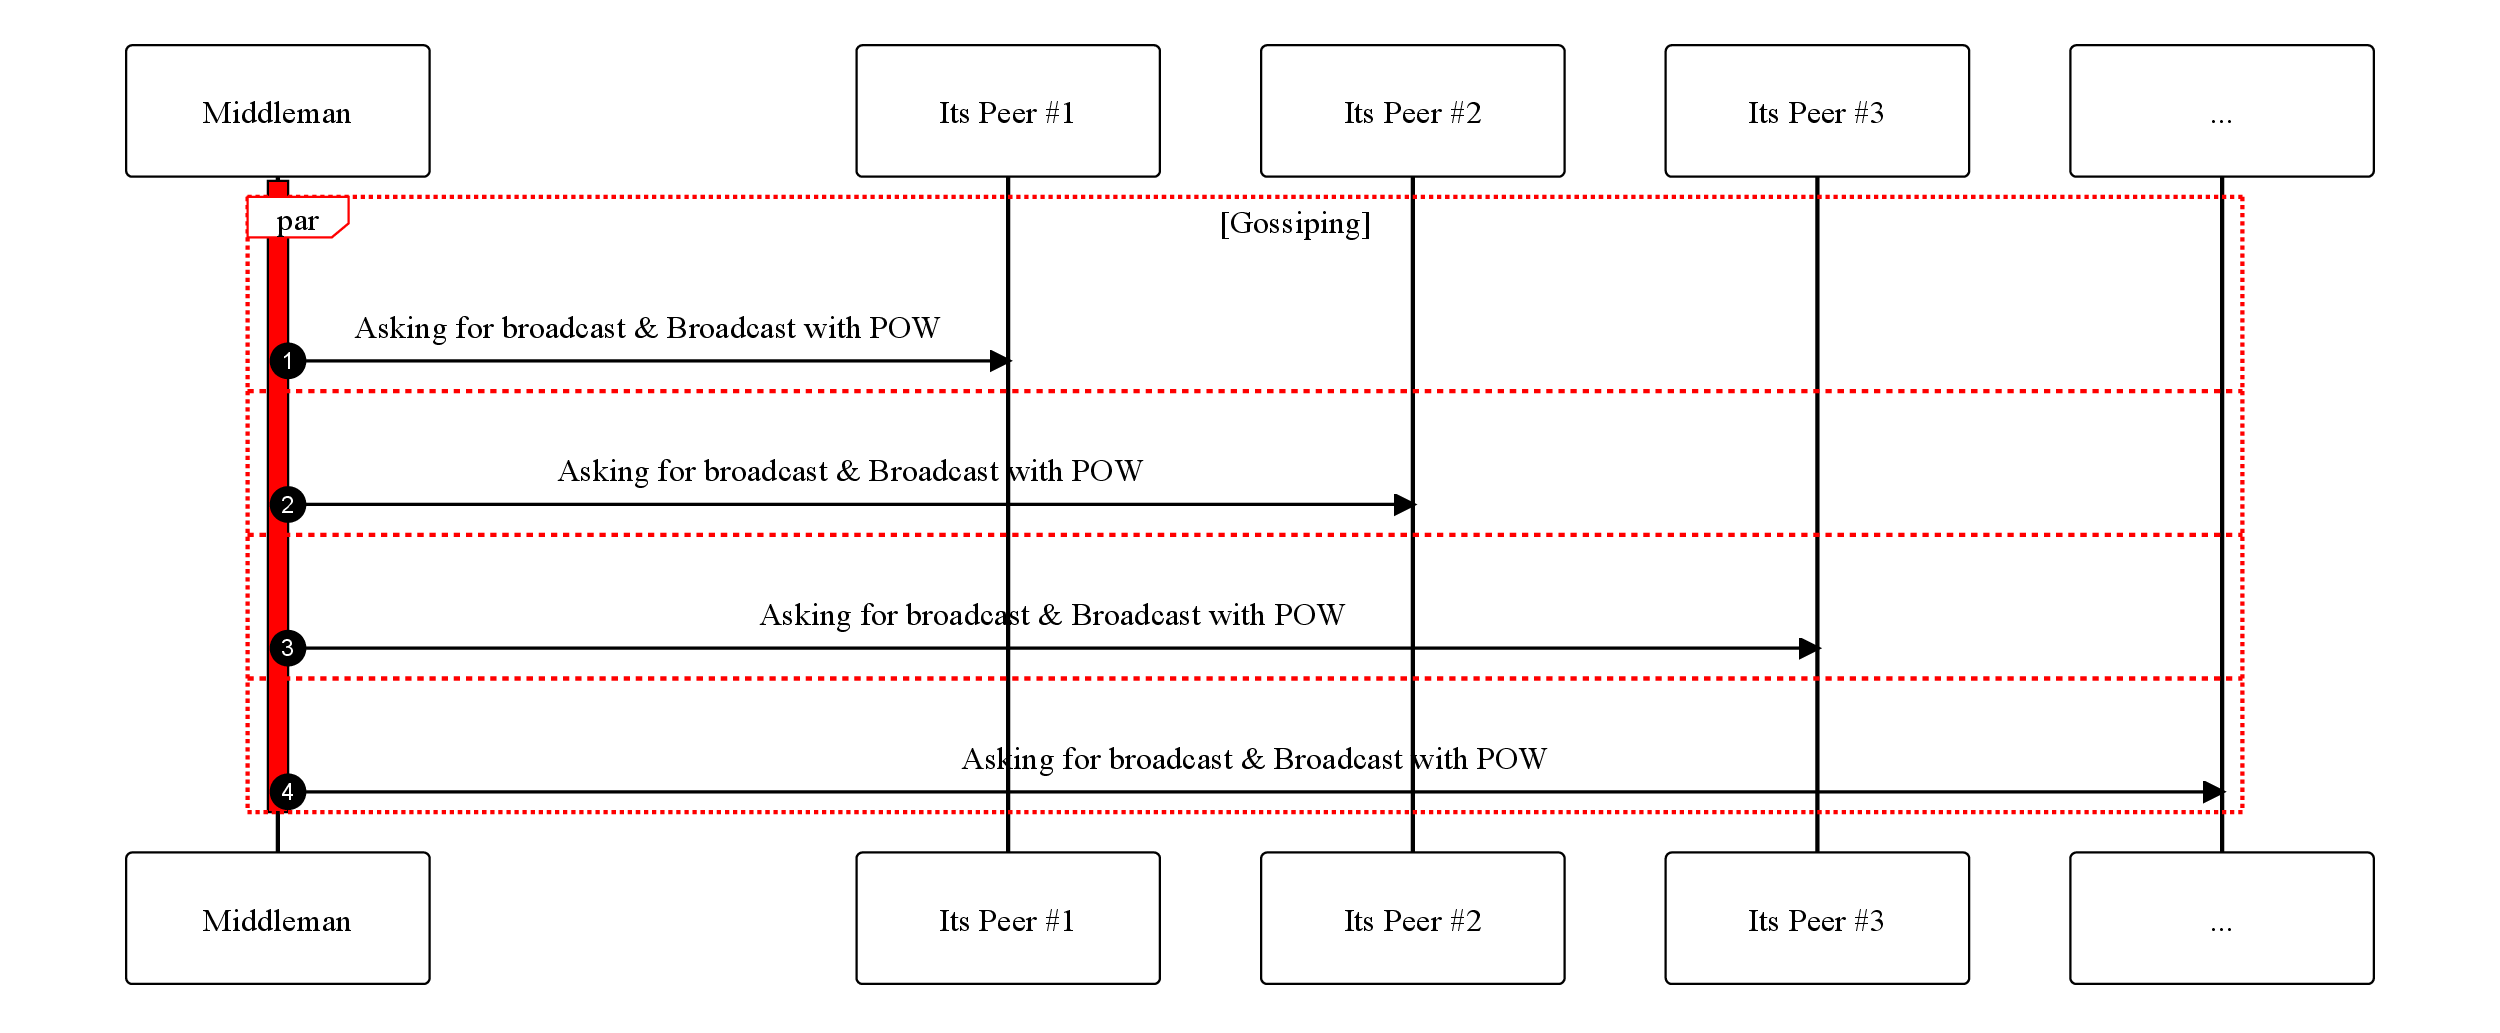 Middleman
Its Peer #1
Its Peer #2
Its Peer #3
...
par
[Gossiping]
Asking for broadcast & Broadcast with POW
1
Asking for broadcast & Broadcast with POW
2
Asking for broadcast & Broadcast with POW
3
Asking for broadcast & Broadcast with POW
4
Middleman
Its Peer #1
Its Peer #2
Its Peer #3
...